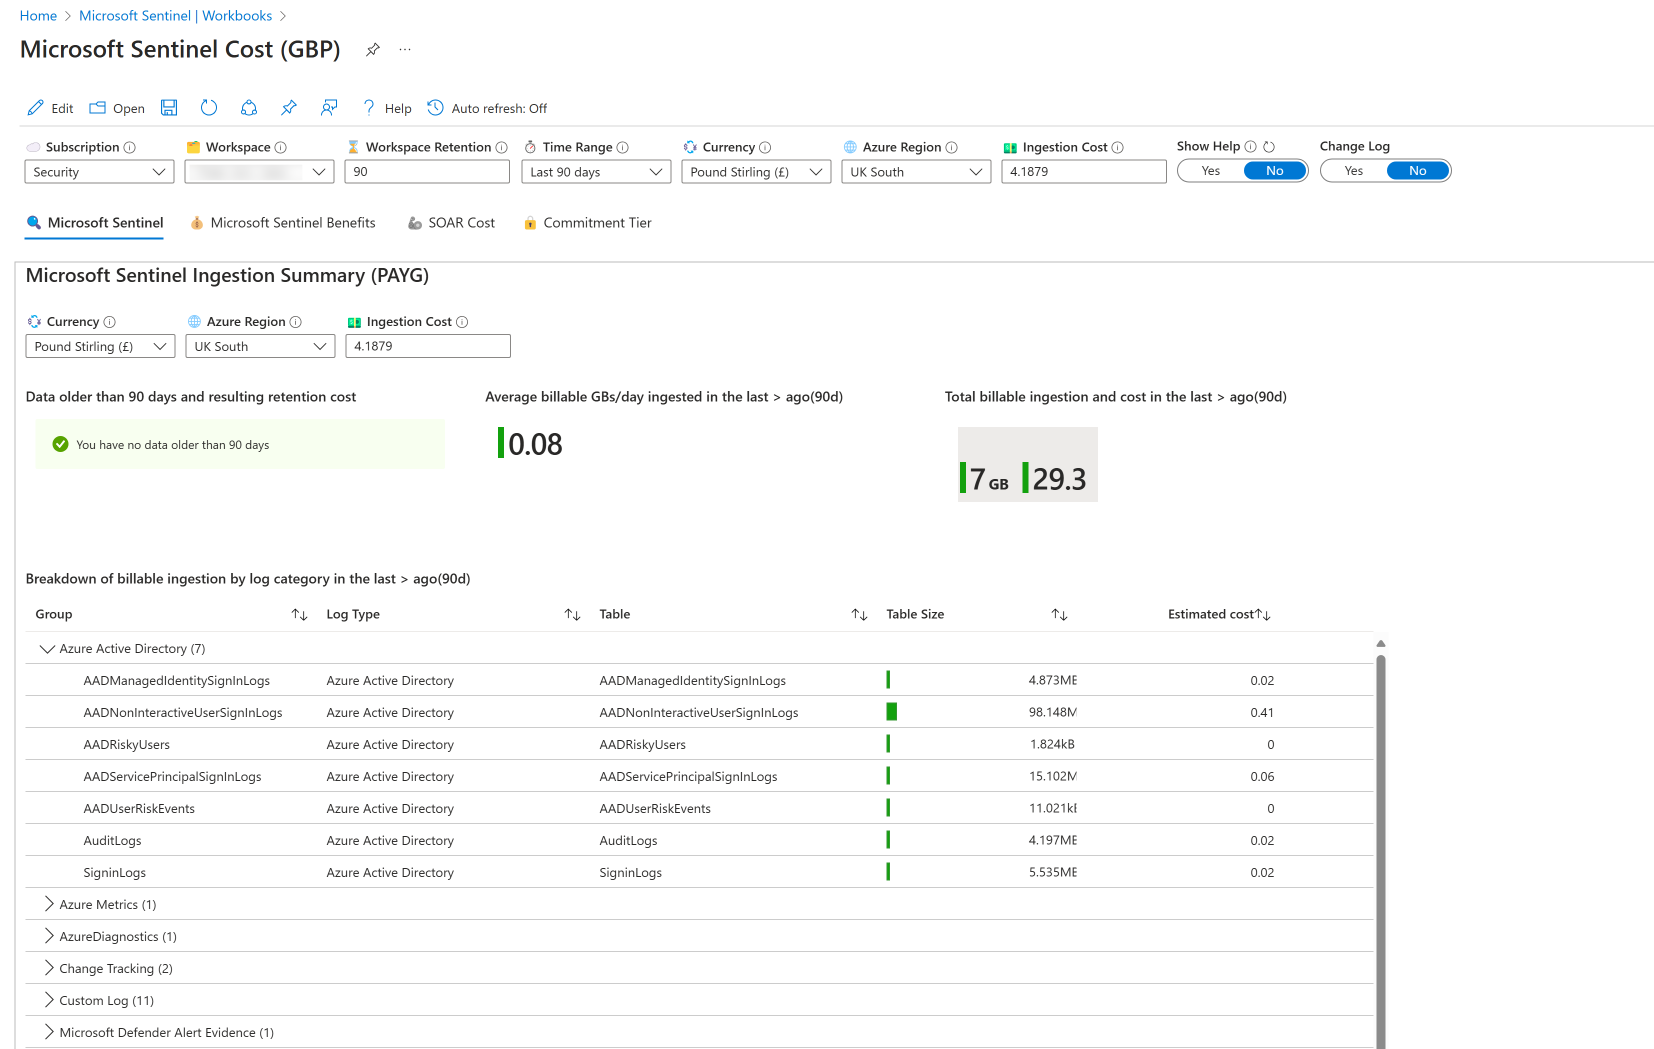 Home > Microsoft Sentinel | Workbooks >
Microsoft Sentinel Cost (GBP) ...
Edit Open ? Help Auto refresh: Off
Subscription Workspace Workspace Retention Time Range Currency Azure Region Ingestion Cost Show Help Change Log
Security 90 Last 90 days Pound Stirling (£) UK South 4.1879 Yes No Yes No
Microsoft Sentinel Microsoft Sentinel Benefits SOAR Cost Commitment Tier
Microsoft Sentinel Ingestion Summary (PAYG)
Currency Azure Region Ingestion Cost
Pound Stirling (£) UK South 4.1879
Data older than 90 days and resulting retention cost Average billable GBs/day ingested in the last > ago(90d) Total billable ingestion and cost in the last > ago(90d)
You have no data older than 90 days 0.08
7 GB 29.3
Breakdown of billable ingestion by log category in the last > ago(90d)
Group Log Type Table Table Size Estimated cost
Azure Active Directory (7)
AADManagedIdentitySignInLogs Azure Active Directory AADManagedIdentitySignInLogs 4.873MB 0.02
AADNonInteractiveUserSignInLogs Azure Active Directory AADNonInteractiveUserSignInLogs 98.148M 0.41
AADRiskyUsers Azure Active Directory AADRiskyUsers 1.824kB 0
AADServicePrincipalSignInLogs Azure Active Directory AADServicePrincipalSignInLogs 15.102M 0.06
AADUserRiskEvents Azure Active Directory AADUserRiskEvents 11.021kB 0
AuditLogs Azure Active Directory AuditLogs 4.197MB 0.02
SigninLogs Azure Active Directory SigninLogs 5.535MB 0.02
Azure Metrics (1)
AzureDiagnostics (1)
Change Tracking (2)
Custom Log (11)
Microsoft Defender Alert Evidence (1)